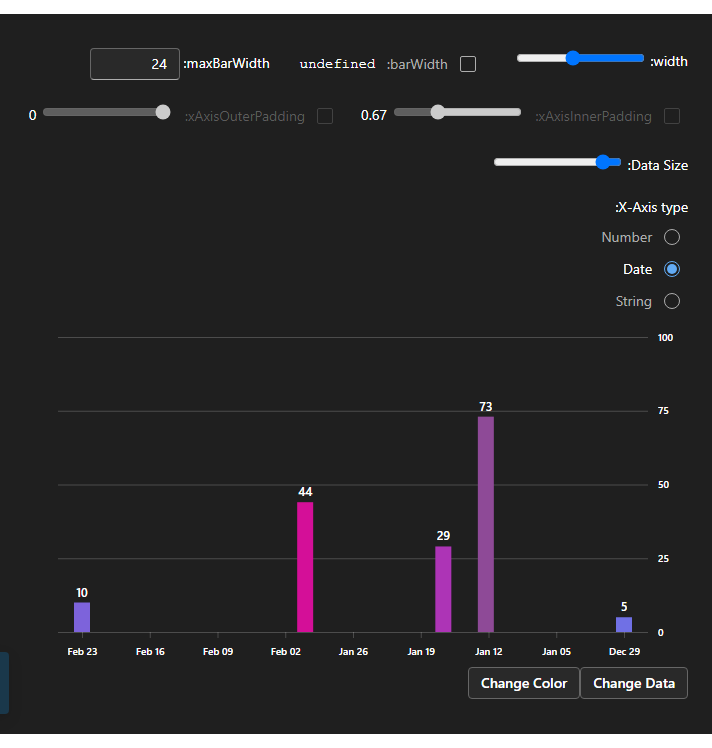 :width
:barWidth undefined
:maxBarWidth 24
:xAxisInnerPadding 0.67
:xAxisOuterPadding 0
:Data Size
:X-Axis type
Number
Date
String
100
75
50
25
0
10
44
29
73
5
Feb 23 Feb 16 Feb 09 Feb 02 Jan 26 Jan 19 Jan 12 Jan 05 Dec 29
Change Color Change Data